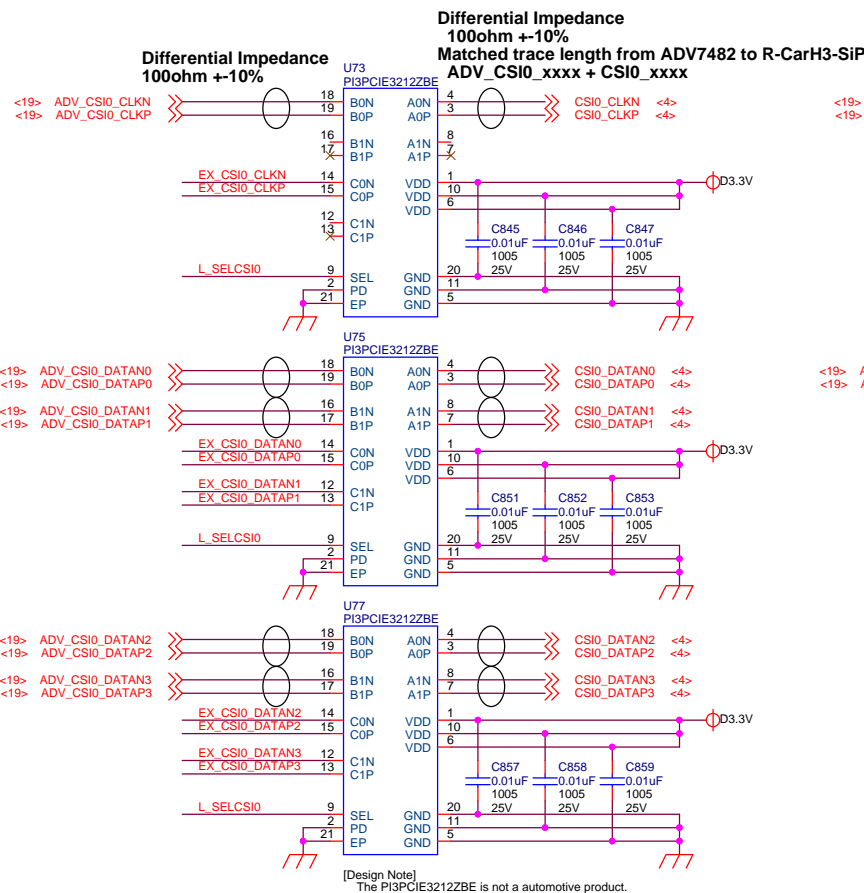 Differential Impedance
100ohm +-10%
Matched trace length from ADV7482 to R-CarH3-SiP
ADV_CSI0_xxxx + CSI0_xxxx
Differential Impedance
100ohm +-10%
U73
PI3PCIE3212ZBE
<19> ADV_CSI0_CLKN 18 B0N A0N 4 CSI0_CLKN <4> <19>
<19> ADV_CSI0_CLKP 19 B0P A0P 3 CSI0_CLKP <4> <19>
16 B1N A1N 8
17 B1P A1P 7
EX_CSI0_CLKN 14 C0N VDD 1 D3.3V
EX_CSI0_CLKP 15 C0P VDD 10
VDD 6
12 C1N
13 C1P
C845 C846 C847
0.01uF 0.01uF 0.01uF
1005 1005 1005
25V 25V 25V
L_SELCSI0 9 SEL GND 20
2 PD GND 11
21 EP GND 5
U75
PI3PCIE3212ZBE
<19> ADV_CSI0_DATAN0 18 B0N A0N 4 CSI0_DATAN0 <4> <19>
<19> ADV_CSI0_DATAP0 19 B0P A0P 3 CSI0_DATAP0 <4> <19>
<19> ADV_CSI0_DATAN1 16 B1N A1N 8 CSI0_DATAN1 <4>
<19> ADV_CSI0_DATAP1 17 B1P A1P 7 CSI0_DATAP1 <4>
EX_CSI0_DATAN0 14 C0N VDD 1 D3.3V
EX_CSI0_DATAP0 15 C0P VDD 10
VDD 6
EX_CSI0_DATAN1 12 C1N
EX_CSI0_DATAP1 13 C1P
C851 C852 C853
0.01uF 0.01uF 0.01uF
1005 1005 1005
25V 25V 25V
L_SELCSI0 9 SEL GND 20
2 PD GND 11
21 EP GND 5
U77
PI3PCIE3212ZBE
<19> ADV_CSI0_DATAN2 18 B0N A0N 4 CSI0_DATAN2 <4>
<19> ADV_CSI0_DATAP2 19 B0P A0P 3 CSI0_DATAP2 <4>
<19> ADV_CSI0_DATAN3 16 B1N A1N 8 CSI0_DATAN3 <4>
<19> ADV_CSI0_DATAP3 17 B1P A1P 7 CSI0_DATAP3 <4>
EX_CSI0_DATAN2 14 C0N VDD 1 D3.3V
EX_CSI0_DATAP2 15 C0P VDD 10
VDD 6
EX_CSI0_DATAN3 12 C1N
EX_CSI0_DATAP3 13 C1P
C857 C858 C859
0.01uF 0.01uF 0.01uF
1005 1005 1005
25V 25V 25V
L_SELCSI0 9 SEL GND 20
2 PD GND 11
21 EP GND 5
[Design Note]
The PI3PCIE3212ZBE is not a automotive product.